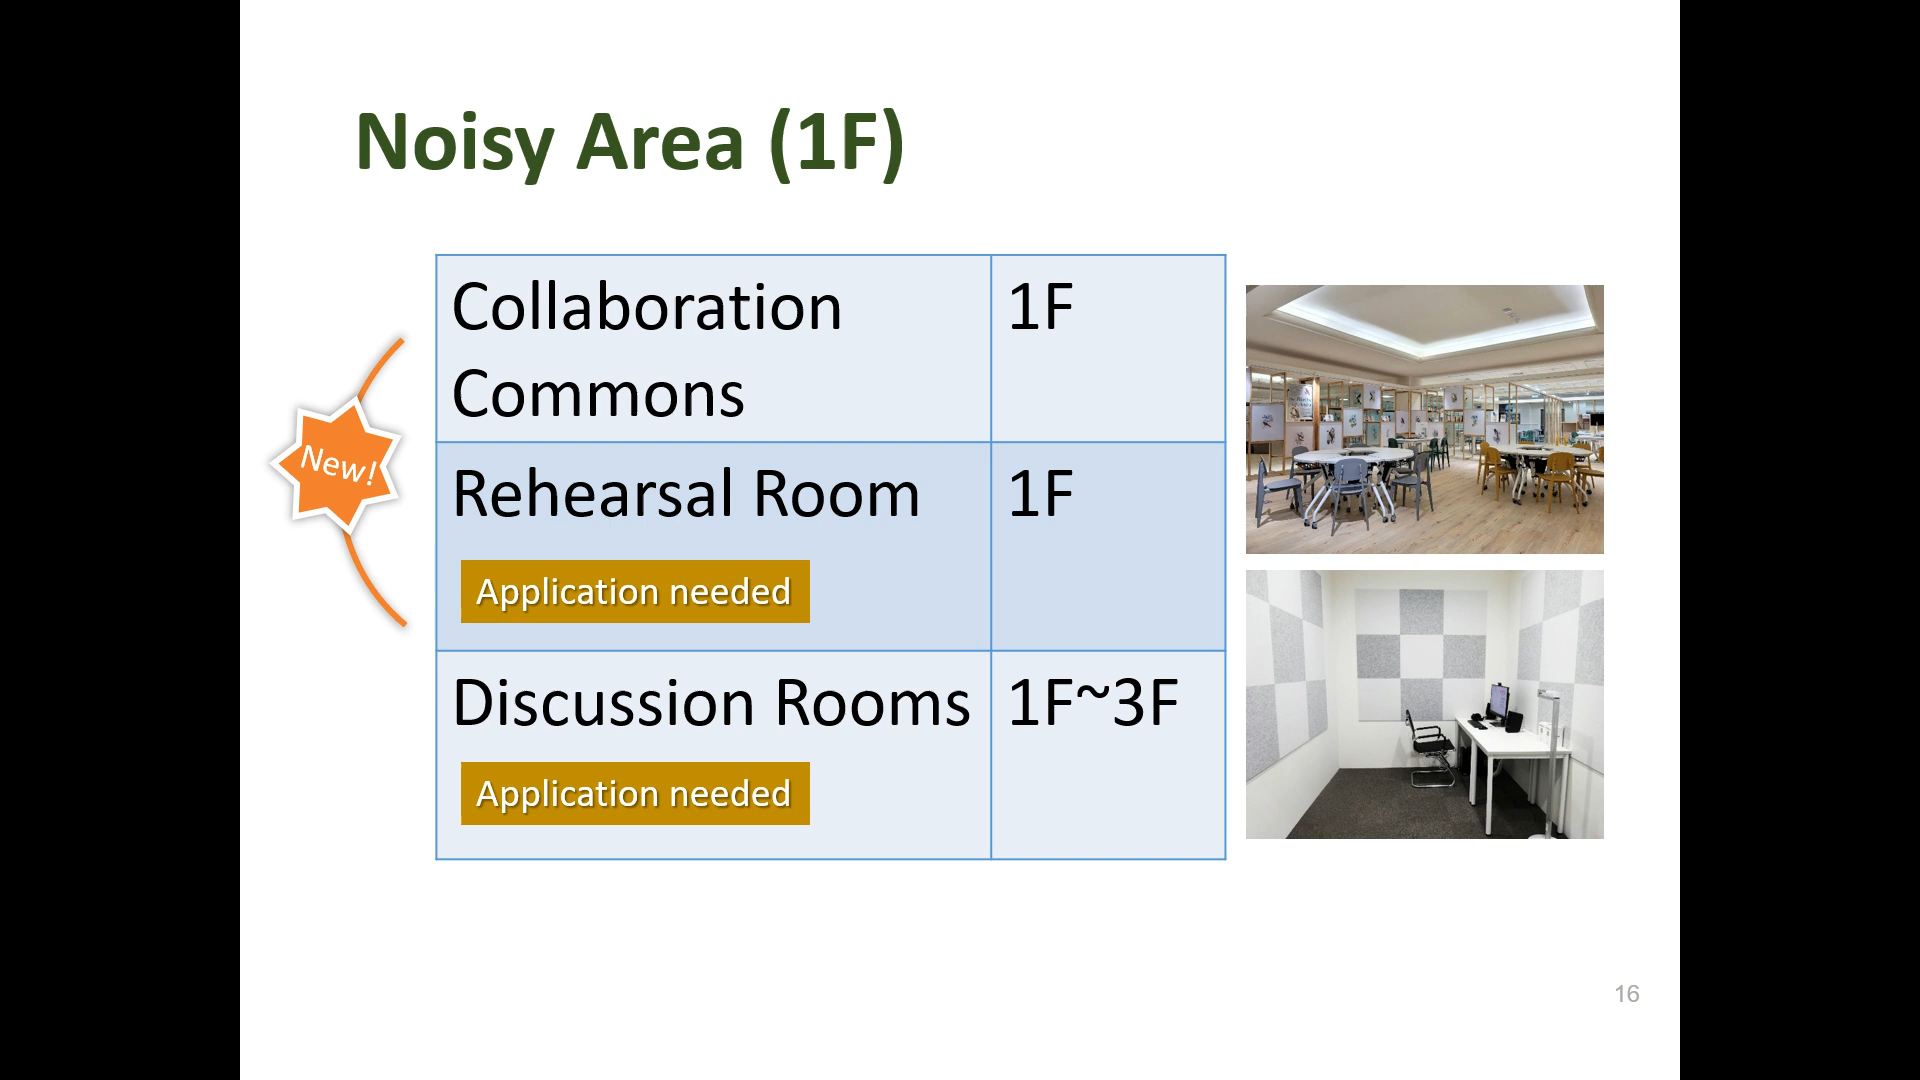 Noisy Area (1F)
Collaboration
Commons
1F
New!
Rehearsal Room
1F
Application needed
Discussion Rooms
1F~3F
Application needed
16